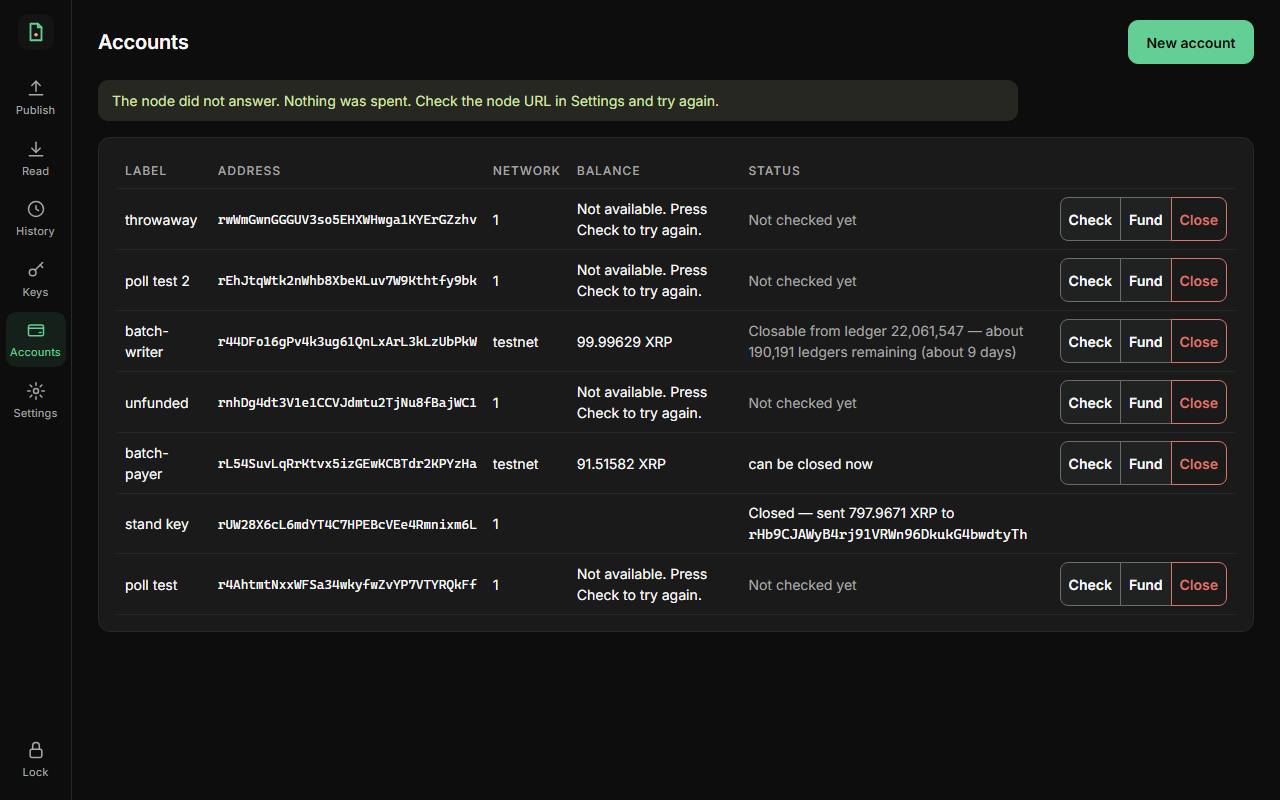 Accounts
New account
Publish
Read
History
Keys
Accounts
Settings
Lock
The node did not answer. Nothing was spent. Check the node URL in Settings and try again.
LABEL ADDRESS NETWORK BALANCE STATUS
throwaway rwWmGwnGGGUV3so5EHXWHwga1KYErGZzhv 1 Not available. Press Check to try again. Not checked yet Check Fund Close
poll test 2 rEhJtqWtk2nWhb8XbeKLuv7W9Kthtfy9bk 1 Not available. Press Check to try again. Not checked yet Check Fund Close
batch-writer r44DFo16gPv4k3ug61QnLxArL3kLzUbPkW testnet 99.99629 XRP Closable from ledger 22,061,547 — about 190,191 ledgers remaining (about 9 days) Check Fund Close
unfunded rnhDg4dt3V1e1CCVJdmtu2TjNu8fBajWC1 1 Not available. Press Check to try again. Not checked yet Check Fund Close
batch-payer rL54SuvLqRrKtvx5izGEwKCBTdr2KPYzHa testnet 91.51582 XRP can be closed now Check Fund Close
stand key rUW28X6cL6mdYT4C7HPEBcVEe4Rmnixm6L 1 Closed — sent 797.9671 XRP to rHb9CJAWyB4rj91VRWn96DkukG4bwdtyTh
poll test r4AhtmtNxxWFSa34wkyfwZvYP7VTYRQkFf 1 Not available. Press Check to try again. Not checked yet Check Fund Close